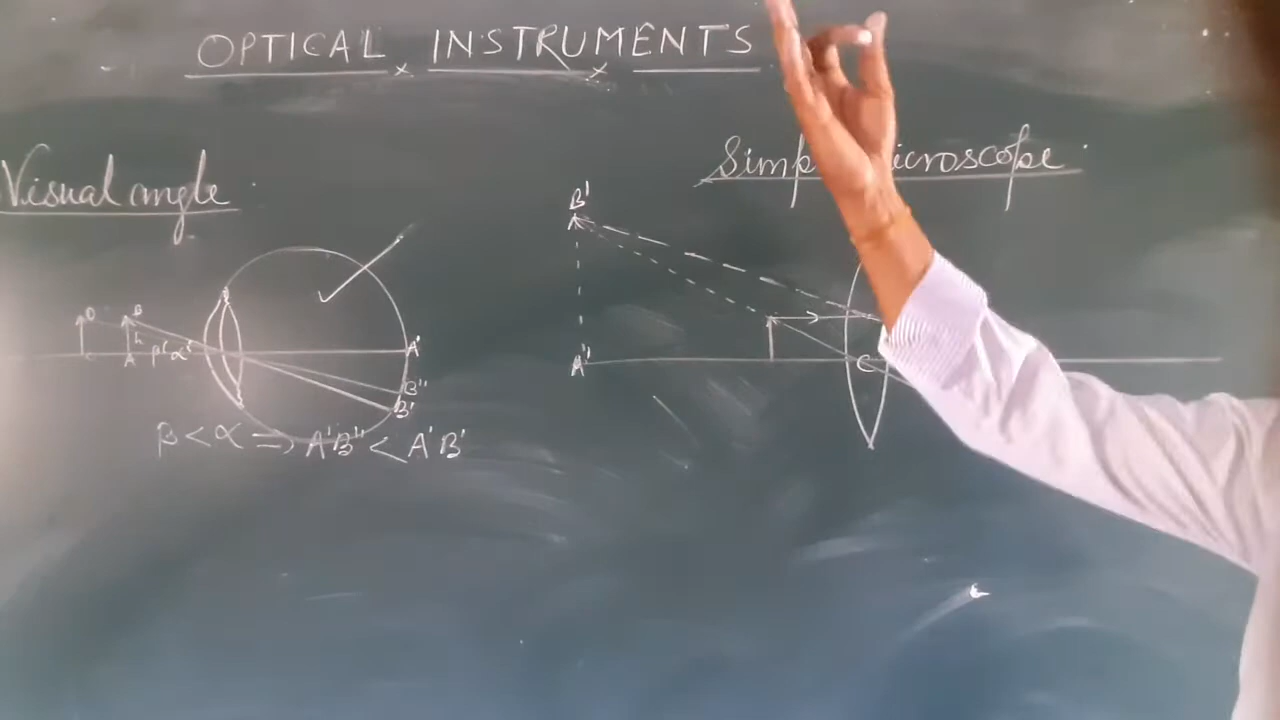 OPTICAL INSTRUMENTS
Visual angle
Simp icroscope
B'
A'
C
D B
h
C A β α
A'
B"
B'
β < α ⇒ A'B" < A'B'